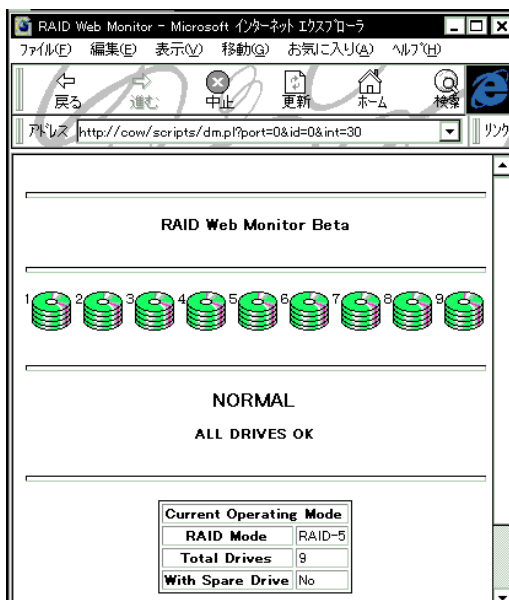 RAID Web Monitor - Microsoft インターネット エクスプローラ
ファイル(F) 編集(E) 表示(V) 移動(G) お気に入り(A) ヘルプ(H)
戻る 進む 中止 更新 ホーム 検索
アドレス http://cow/scripts/dm.pl?port=0&id=0&int=30 リンク
RAID Web Monitor Beta
1 2 3 4 5 6 7 8 9
NORMAL
ALL DRIVES OK
Current Operating Mode
RAID Mode RAID-5
Total Drives 9
With Spare Drive No